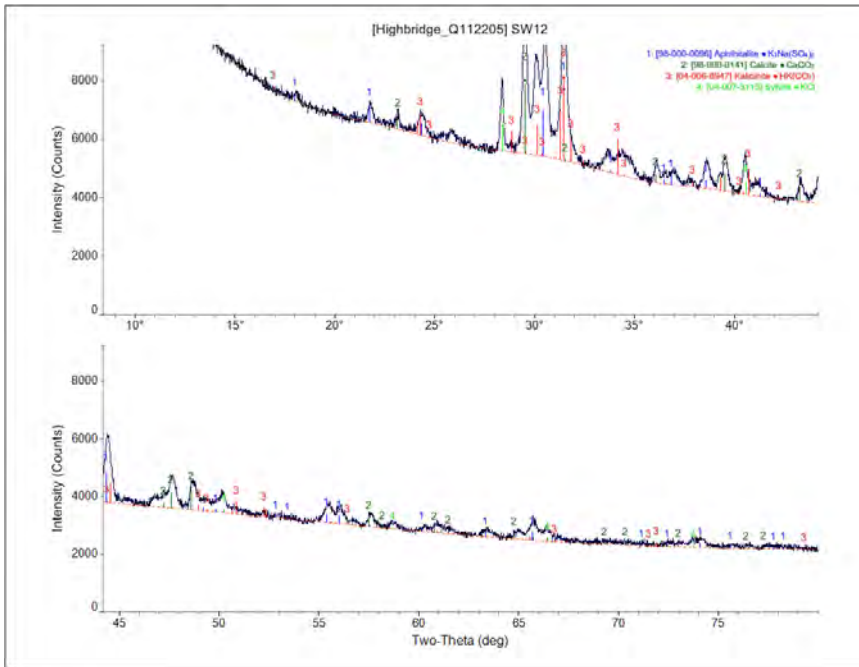 [Highbridge_Q112205] SW12
1: [98-000-0096] Aphthitalite • K₃Na(SO₄)₂
2: [98-000-0141] Calcite • CaCO₃
3: [04-006-8947] Kalicinite • HK(CO₃)
4: [04-007-5115] Sylvite • KCl
Intensity (Counts)
8000
6000
4000
2000
0
10° 15° 20° 25° 30° 35° 40°
Intensity (Counts)
8000
6000
4000
2000
0
45 50 55 60 65 70 75
Two-Theta (deg)